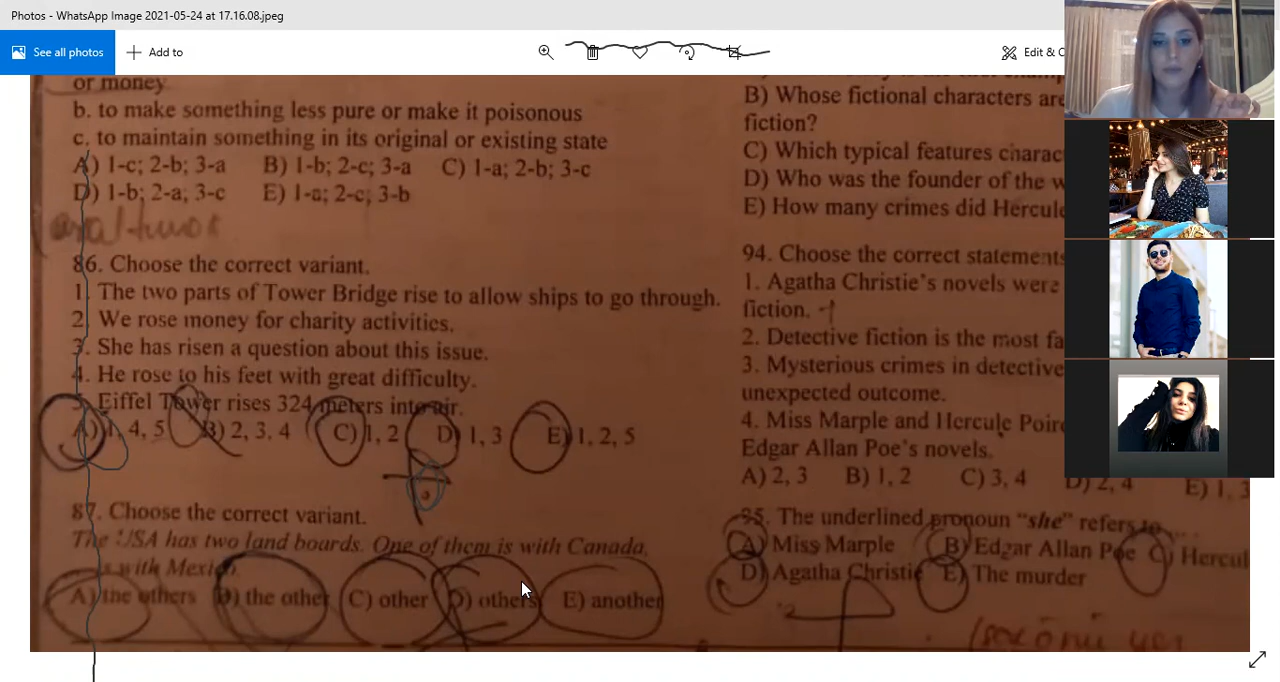 Photos - WhatsApp Image 2021-05-24 at 17.16.08.jpeg
See all photos
Add to
Edit & C
or money
b. to make something less pure or make it poisonous
c. to maintain something in its original or existing state
A) 1-c; 2-b; 3-a B) 1-b; 2-c; 3-a C) 1-a; 2-b; 3-c
D) 1-b; 2-a; 3-c E) 1-a; 2-c; 3-b
86. Choose the correct variant.
1. The two parts of Tower Bridge rise to allow ships to go through.
2. We rose money for charity activities.
3. She has risen a question about this issue.
4. He rose to his feet with great difficulty.
5. Eiffel Tower rises 324 meters into air.
A) 1, 4, 5 B) 2, 3, 4 C) 1, 2 D) 1, 3 E) 1, 2, 5
87. Choose the correct variant.
The USA has two land boards. One of them is with Canada,
is with Mexico.
A) the others B) the other C) other D) others E) another
B) Whose fictional characters are
fiction?
C) Which typical features charac
D) Who was the founder of the w
E) How many crimes did Hercule
94. Choose the correct statements
1. Agatha Christie's novels were
fiction.
2. Detective fiction is the most fa
3. Mysterious crimes in detective
unexpected outcome.
4. Miss Marple and Hercule Poiro
Edgar Allan Poe's novels.
A) 2, 3 B) 1, 2 C) 3, 4 D) 2, 4 E) 1, 3
95. The underlined pronoun "she" refers to
A) Miss Marple B) Edgar Allan Poe C) Hercul
D) Agatha Christie E) The murder